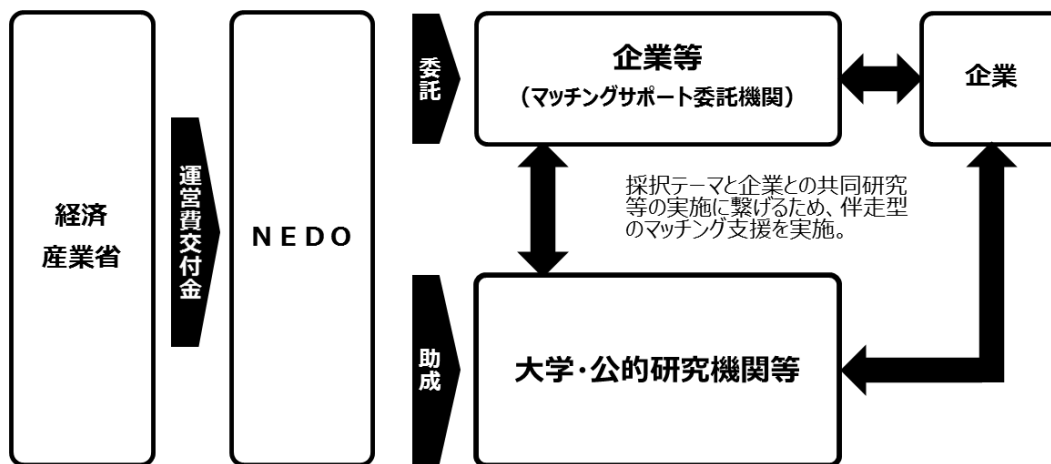 経済
産業省
運営費交付金
NEDO
委託
企業等
（マッチングサポート委託機関）
企業
採択テーマと企業との共同研究
等の実施に繋げるため、伴走型
のマッチング支援を実施。
助成
大学・公的研究機関等